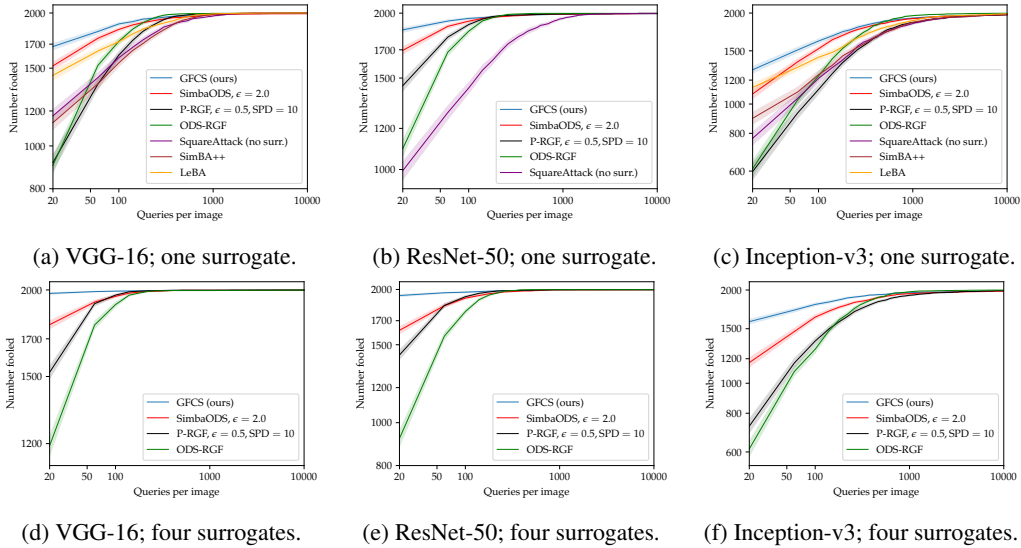 2000
1700
1500
1200
1000
800
Number fooled
GFCS (ours)
SimbaODS, ϵ = 2.0
P-RGF, ϵ = 0.5, SPD = 10
ODS-RGF
SquareAttack (no surr.)
SimBA++
LeBA
20 50 100 1000 10000
Queries per image
(a) VGG-16; one surrogate.
2000
1700
1500
1200
1000
Number fooled
GFCS (ours)
SimbaODS, ϵ = 2.0
P-RGF, ϵ = 0.5, SPD = 10
ODS-RGF
SquareAttack (no surr.)
20 50 100 1000 10000
Queries per image
(b) ResNet-50; one surrogate.
2000
1500
1200
1000
800
600
Number fooled
GFCS (ours)
SimbaODS, ϵ = 2.0
P-RGF, ϵ = 0.5, SPD = 10
ODS-RGF
SquareAttack (no surr.)
SimBA++
LeBA
20 50 100 1000 10000
Queries per image
(c) Inception-v3; one surrogate.
2000
1700
1500
1200
Number fooled
GFCS (ours)
SimbaODS, ϵ = 2.0
P-RGF, ϵ = 0.5, SPD = 10
ODS-RGF
20 50 100 1000 10000
Queries per image
(d) VGG-16; four surrogates.
2000
1700
1500
1200
1000
800
Number fooled
GFCS (ours)
SimbaODS, ϵ = 2.0
P-RGF, ϵ = 0.5, SPD = 10
ODS-RGF
20 50 100 1000 10000
Queries per image
(e) ResNet-50; four surrogates.
2000
1500
1200
1000
800
600
Number fooled
GFCS (ours)
SimbaODS, ϵ = 2.0
P-RGF, ϵ = 0.5, SPD = 10
ODS-RGF
20 50 100 1000 10000
Queries per image
(f) Inception-v3; four surrogates.